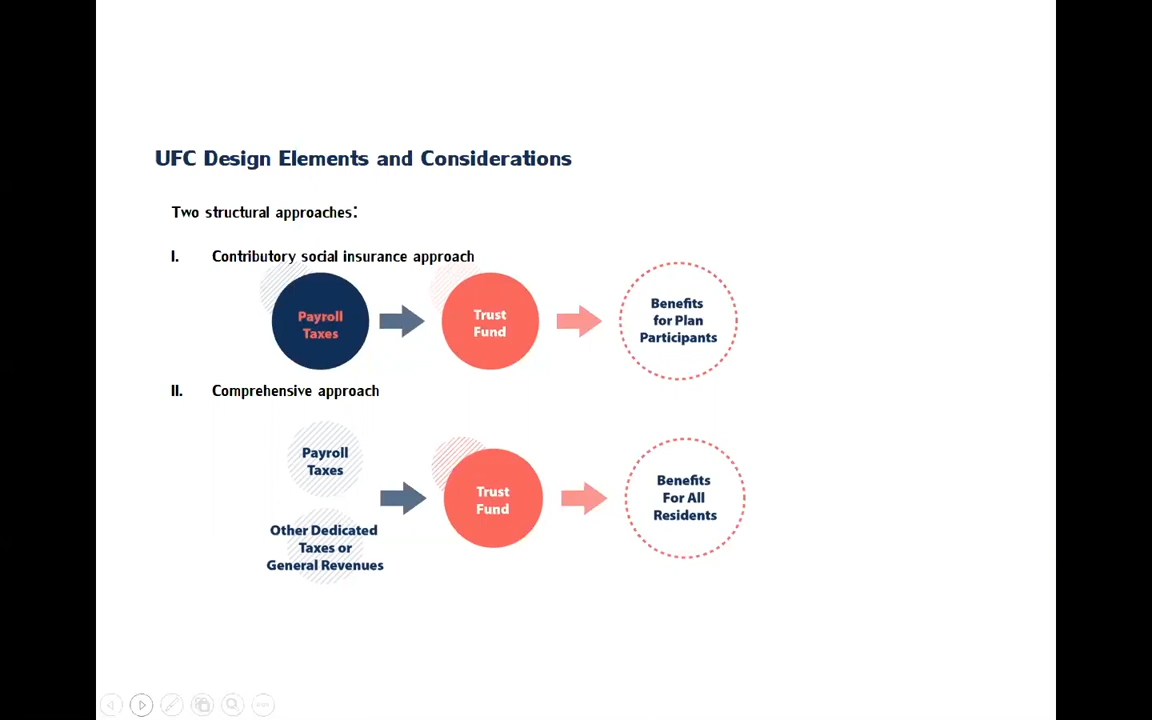 UFC Design Elements and Considerations
Two structural approaches:
I. Contributory social insurance approach
Payroll
Taxes
Trust
Fund
Benefits
for Plan
Participants
II. Comprehensive approach
Payroll
Taxes
Other Dedicated
Taxes or
General Revenues
Trust
Fund
Benefits
For All
Residents